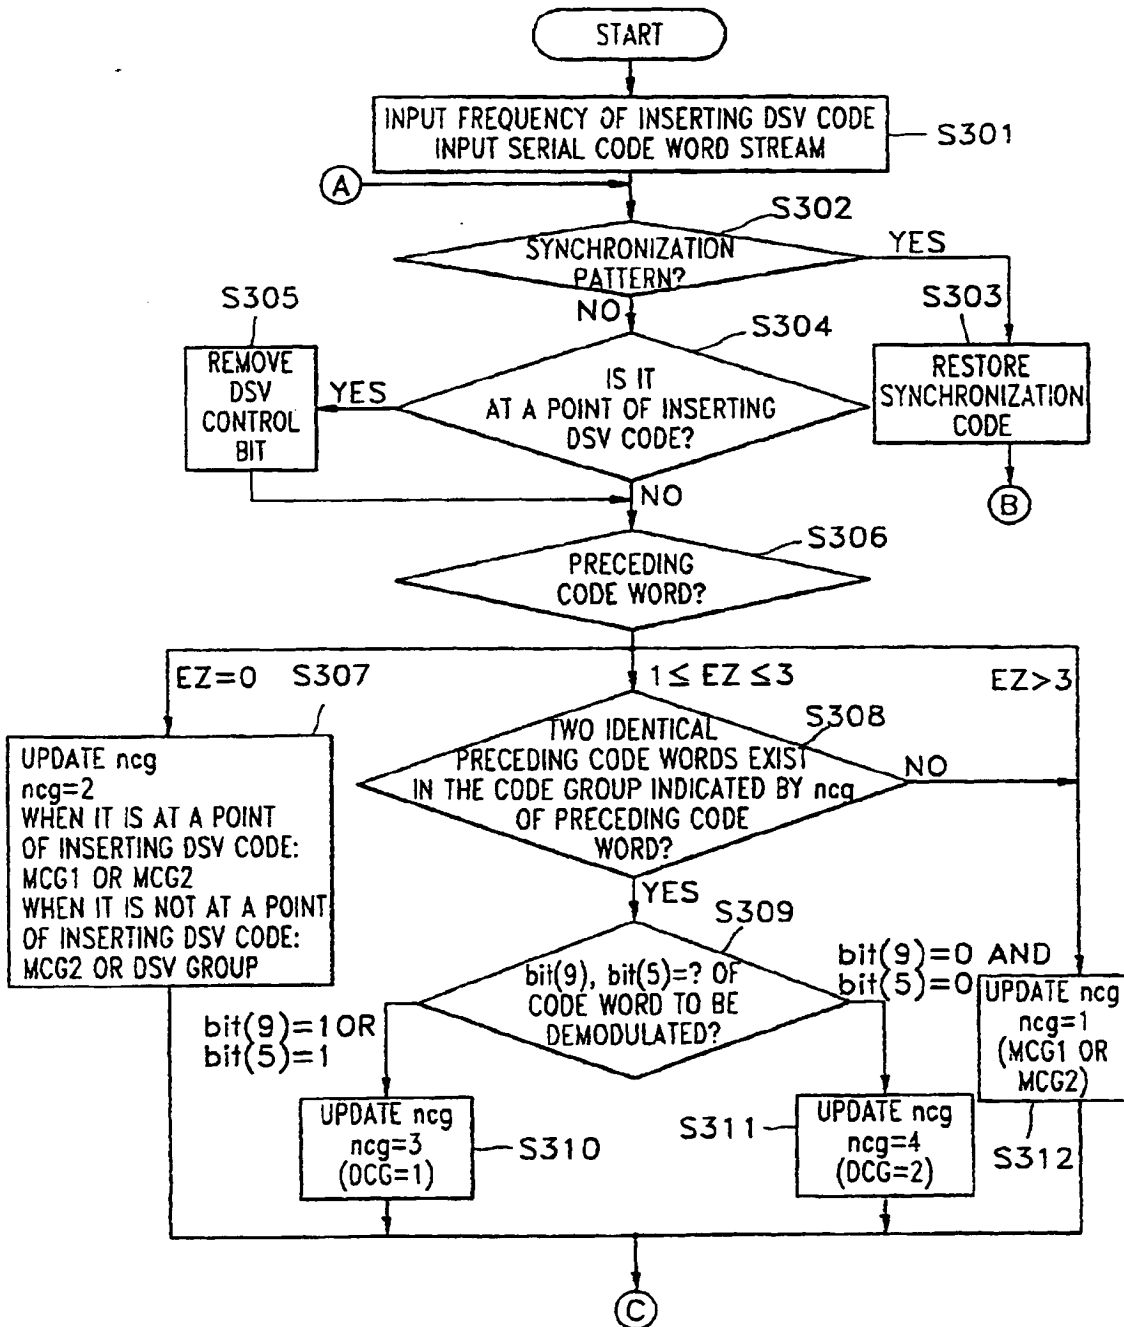 START
INPUT FREQUENCY OF INSERTING DSV CODE
INPUT SERIAL CODE WORD STREAM
S301
A
S302
SYNCHRONIZATION
PATTERN?
YES
NO
S303
RESTORE
SYNCHRONIZATION
CODE
B
S304
IS IT
AT A POINT OF INSERTING
DSV CODE?
YES
S305
REMOVE
DSV
CONTROL
BIT
NO
S306
PRECEDING
CODE WORD?
EZ=0
1≤ EZ ≤3
EZ>3
S307
UPDATE ncg
ncg=2
WHEN IT IS AT A POINT
OF INSERTING DSV CODE:
MCG1 OR MCG2
WHEN IT IS NOT AT A POINT
OF INSERTING DSV CODE:
MCG2 OR DSV GROUP
S308
TWO IDENTICAL
PRECEDING CODE WORDS EXIST
IN THE CODE GROUP INDICATED BY ncg
OF PRECEDING CODE
WORD?
NO
YES
S309
bit(9), bit(5)=? OF
CODE WORD TO BE
DEMODULATED?
bit(9)=1OR
bit(5)=1
bit(9)=0 AND
bit(5)=0
UPDATE ncg
ncg=3
(DCG=1)
S310
S311
UPDATE ncg
ncg=4
(DCG=2)
UPDATE ncg
ncg=1
(MCG1 OR
MCG2)
S312
C